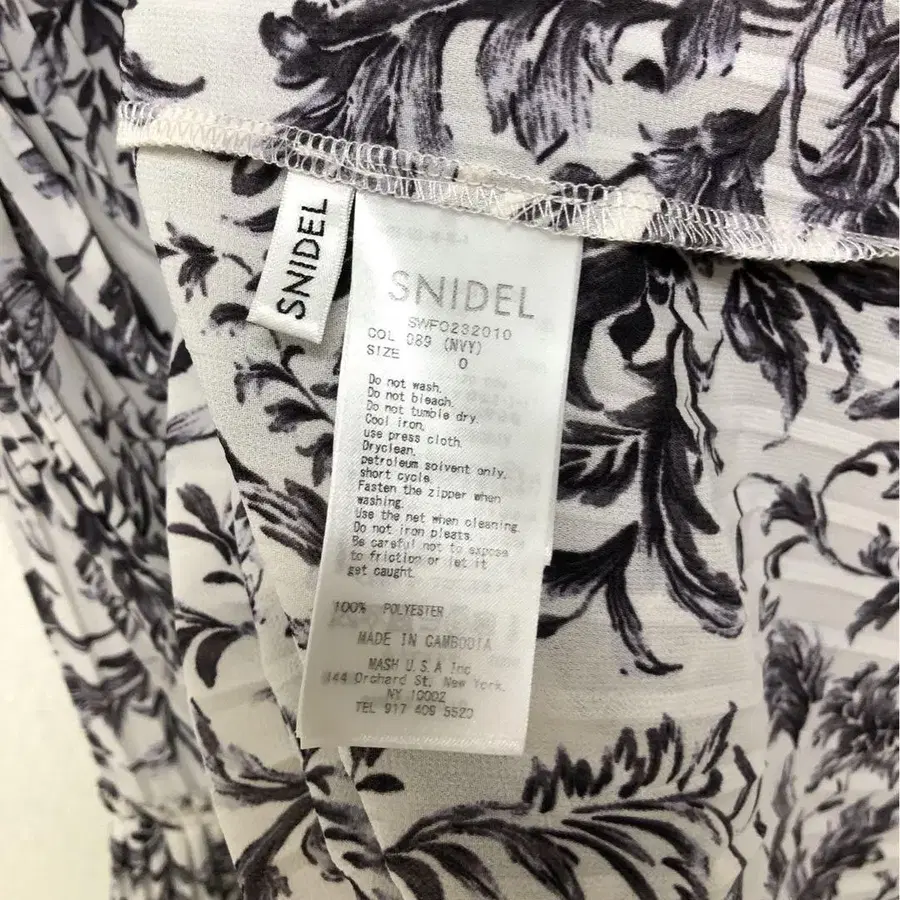 SNIDEL
SNIDEL
SWFO232010
COL 089 (NVY)
SIZE 0
Do not wash.
Do not bleach.
Do not tumble dry.
Cool iron.
use press cloth.
Dryclean.
petroleum solvent only.
short cycle.
Fasten the zipper when
washing.
Use the net when cleaning.
Do not iron pleats.
Be careful not to expose
to friction or let it
get caught.
100% POLYESTER
MADE IN CAMBODIA
MASH U.S.A Inc
144 Orchard St. New York.
NY 10002
TEL 917 409 5520